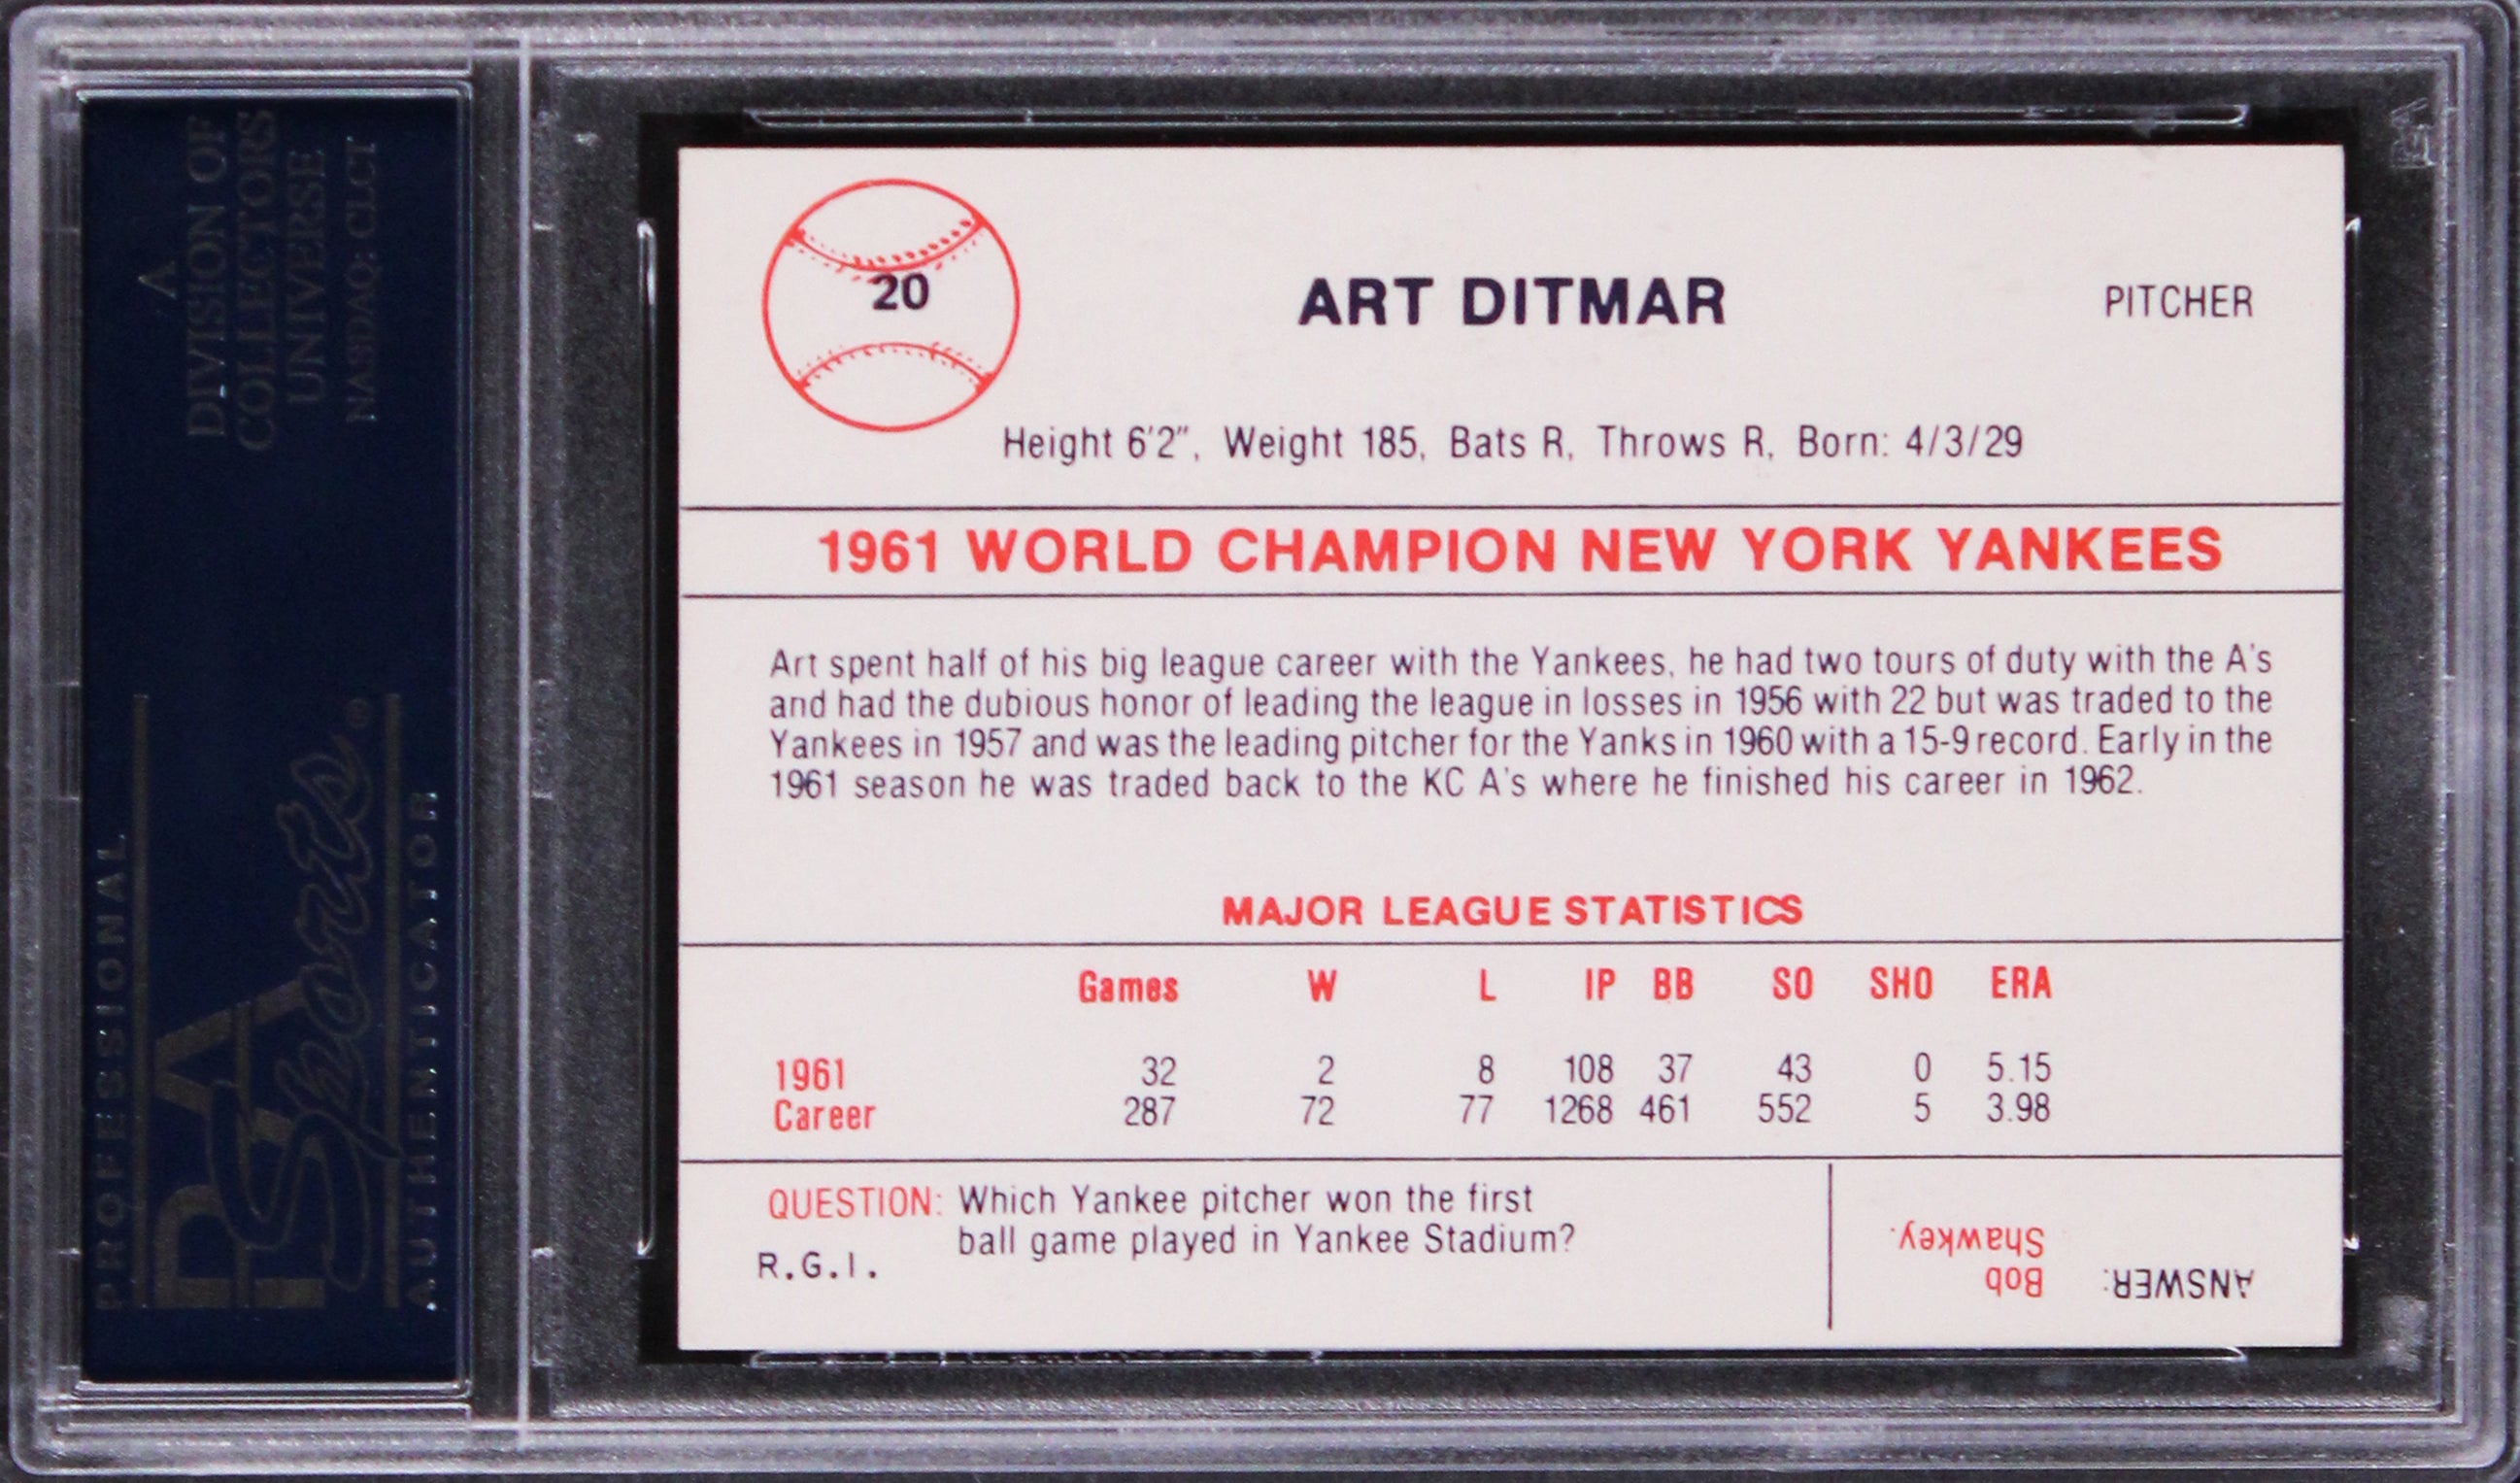 A
DIVISION OF
COLLECTORS
UNIVERSE
NASDAQ: CLCT
PROFESSIONAL
PSA
Sports®
AUTHENTICATOR
20
ART DITMAR
PITCHER
Height 6'2", Weight 185, Bats R, Throws R, Born: 4/3/29
1961 WORLD CHAMPION NEW YORK YANKEES
Art spent half of his big league career with the Yankees, he had two tours of duty with the A's
and had the dubious honor of leading the league in losses in 1956 with 22 but was traded to the
Yankees in 1957 and was the leading pitcher for the Yanks in 1960 with a 15-9 record. Early in the
1961 season he was traded back to the KC A's where he finished his career in 1962.
MAJOR LEAGUE STATISTICS
Games W L IP BB SO SHO ERA
1961 32 2 8 108 37 43 0 5.15
Career 287 72 77 1268 461 552 5 3.98
QUESTION: Which Yankee pitcher won the first
ball game played in Yankee Stadium?
R.G.I.
ANSWER: Bob
Shawkey.